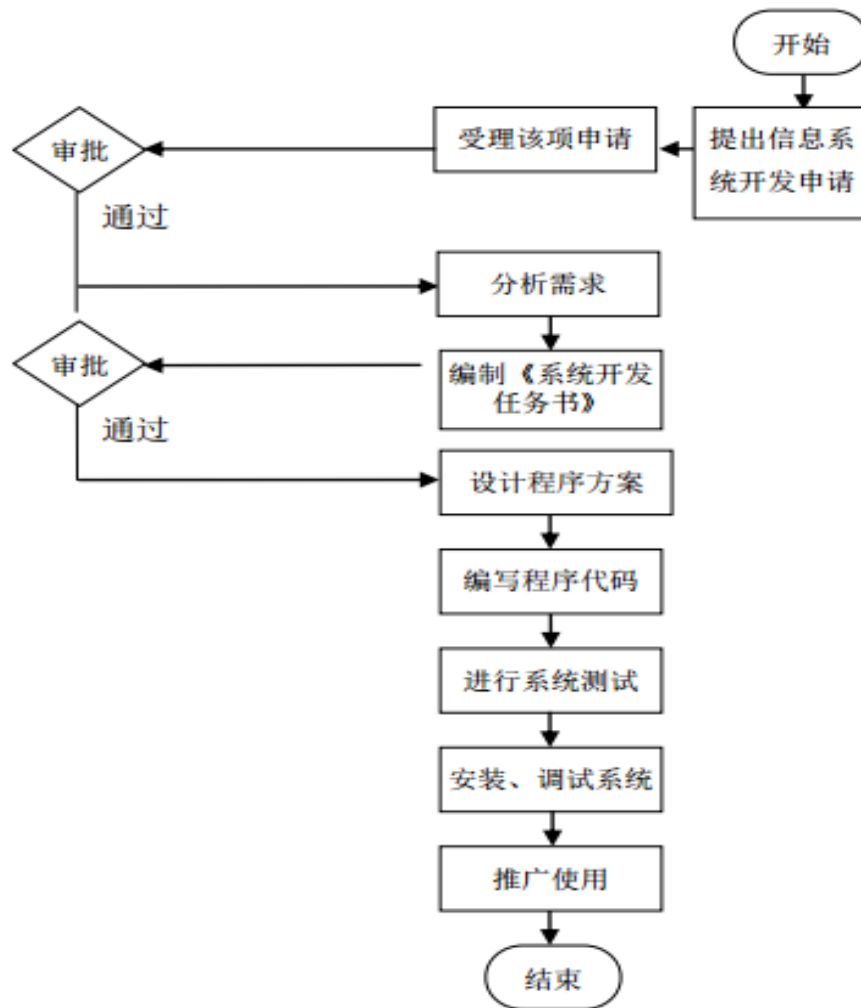 开始
提出信息系
统开发申请
受理该项申请
审批
通过
分析需求
编制《系统开发
任务书》
审批
通过
设计程序方案
编写程序代码
进行系统测试
安装、调试系统
推广使用
结束